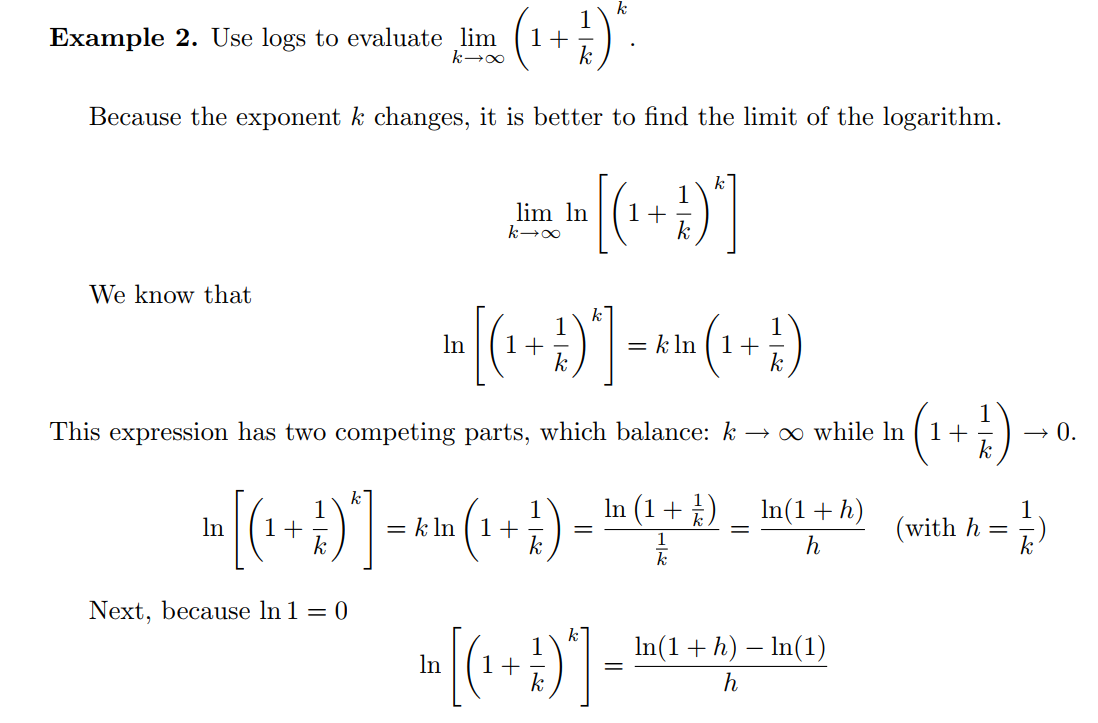 Example 2. Use logs to evaluate $\lim_{k \to \infty} \left(1 + \frac{1}{k}\right)^k$.
Because the exponent $k$ changes, it is better to find the limit of the logarithm.
$\lim_{k \to \infty} \ln \left[\left(1 + \frac{1}{k}\right)^k\right]$
We know that
$\ln \left[\left(1 + \frac{1}{k}\right)^k\right] = k \ln \left(1 + \frac{1}{k}\right)$
This expression has two competing parts, which balance: $k \to \infty$ while $\ln \left(1 + \frac{1}{k}\right) \to 0$.
$\ln \left[\left(1 + \frac{1}{k}\right)^k\right] = k \ln \left(1 + \frac{1}{k}\right) = \frac{\ln \left(1 + \frac{1}{k}\right)}{\frac{1}{k}} = \frac{\ln(1 + h)}{h}$ (with $h = \frac{1}{k}$)
Next, because $\ln 1 = 0$
$\ln \left[\left(1 + \frac{1}{k}\right)^k\right] = \frac{\ln(1 + h) - \ln(1)}{h}$